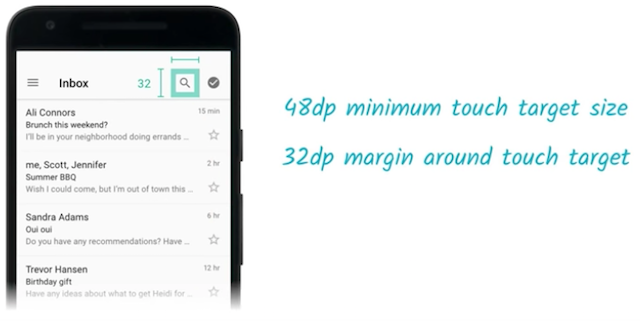 Inbox
32
Ali Connors
15 min
Brunch this weekend?
I'll be in your neighborhood doing errands ...
me, Scott, Jennifer
2 hr
Summer BBQ
Wish I could come, but I'm out of town this ...
Sandra Adams
6 hr
Oui oui
Do you have any recommendations? Have ...
Trevor Hansen
12 hr
Birthday gift
Have any ideas about what to get Heidi for ...
48dp minimum touch target size
32dp margin around touch target